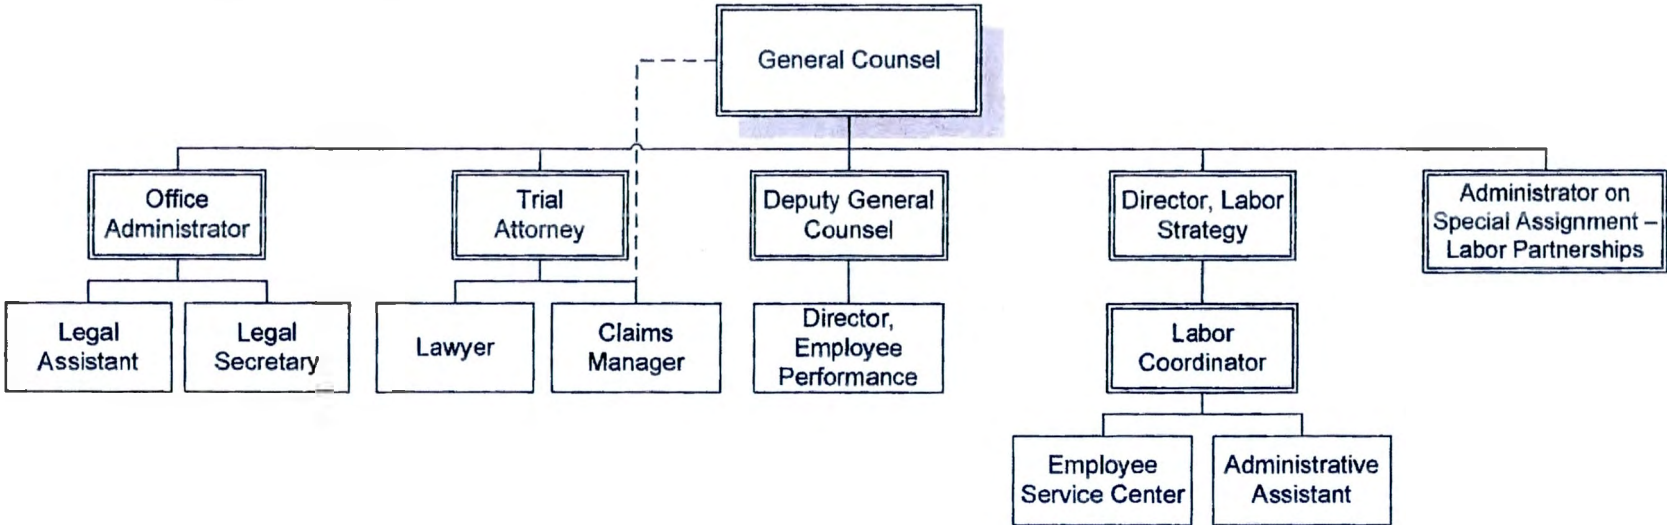 General Counsel
Office
Administrator
Trial
Attorney
Deputy General
Counsel
Director, Labor
Strategy
Administrator on
Special Assignment –
Labor Partnerships
Legal
Assistant
Legal
Secretary
Lawyer
Claims
Manager
Director,
Employee
Performance
Labor
Coordinator
Employee
Service Center
Administrative
Assistant